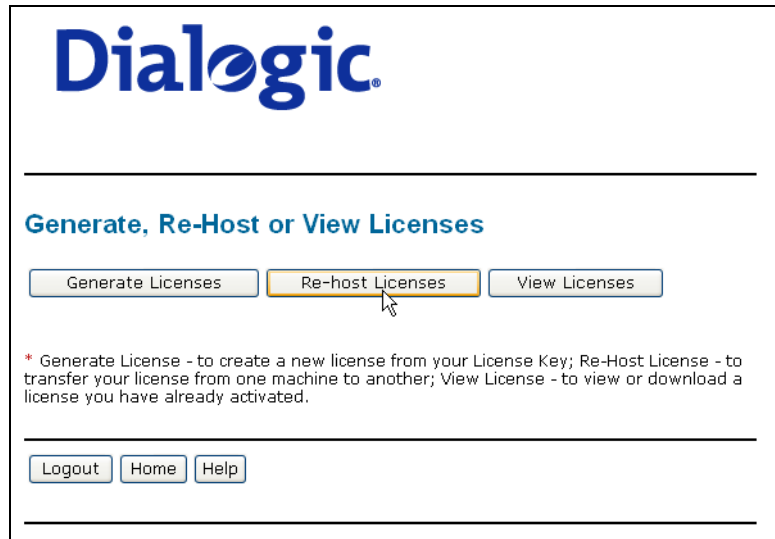 Dialogic®
Generate, Re-Host or View Licenses
Generate Licenses Re-host Licenses View Licenses
* Generate License - to create a new license from your License Key; Re-Host License - to
transfer your license from one machine to another; View License - to view or download a
license you have already activated.
Logout Home Help